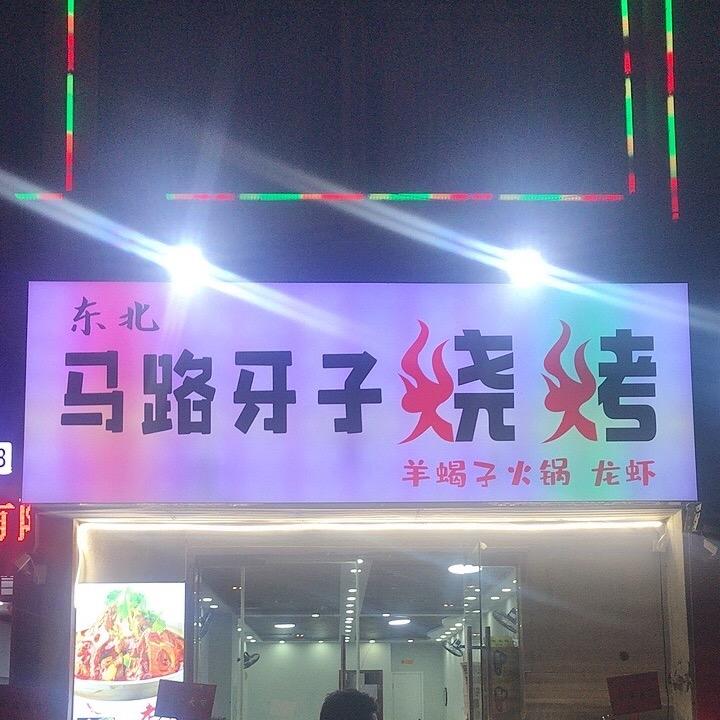 东北
马路牙子烧烤
羊蝎子火锅 龙虾